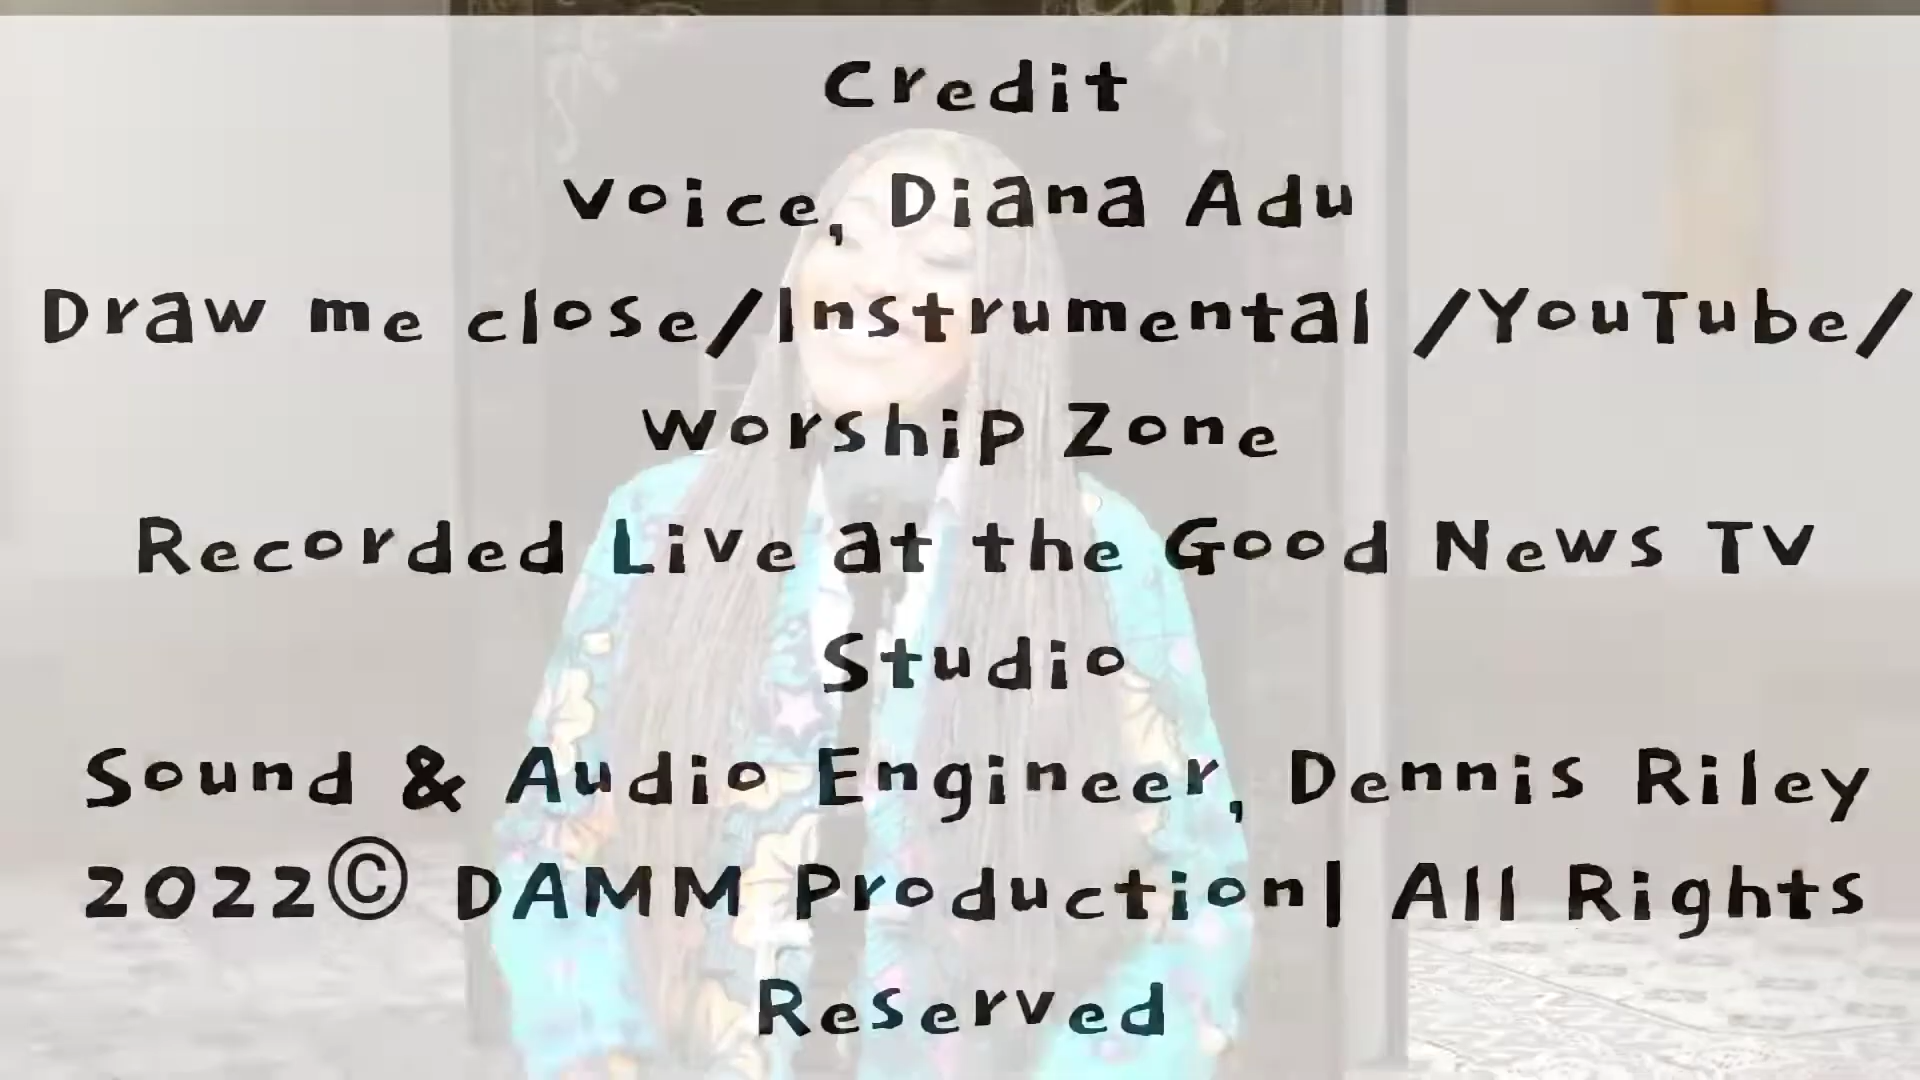 Credit
Voice, Diana Adu
Draw me close/Instrumental /YouTube/
Worship Zone
Recorded Live at the Good News TV
Studio
Sound & Audio Engineer, Dennis Riley
2022© DAMM Production| All Rights
Reserved